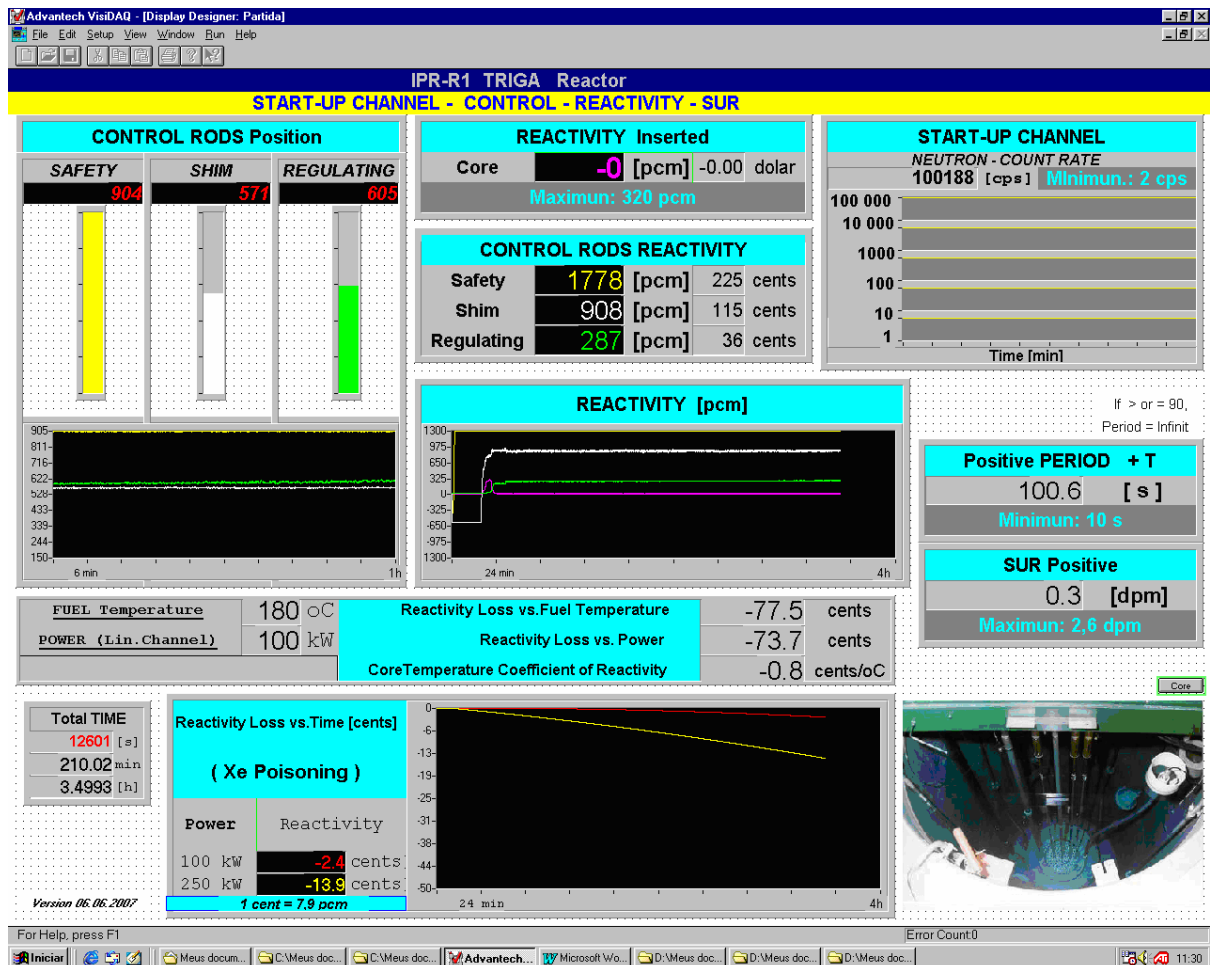 Advantech VisiDAQ - [Display Designer: Partida]
File Edit Setup View Window Run Help
IPR-R1 TRIGA Reactor
START-UP CHANNEL - CONTROL - REACTIVITY - SUR
CONTROL RODS Position
SAFETY SHIM REGULATING
904 571 605
905
811
716
622
528
433
339
244
150
6 min 1h
REACTIVITY Inserted
Core -0 [pcm] -0.00 dolar
Maximun: 320 pcm
CONTROL RODS REACTIVITY
Safety 1778 [pcm] 225 cents
Shim 908 [pcm] 115 cents
Regulating 287 [pcm] 36 cents
START-UP CHANNEL
NEUTRON - COUNT RATE
100188 [cps] MInimun.: 2 cps
100 000
10 000
1000
100
10
1
Time [min]
REACTIVITY [pcm]
1300
975
650
325
0
-325
-650
-975
1300
24 min 4h
If > or = 90,
Period = Infinit
Positive PERIOD + T
100.6 [ s ]
Minimun: 10 s
SUR Positive
0.3 [dpm]
Maximun: 2,6 dpm
FUEL Temperature 180 oC Reactivity Loss vs.Fuel Temperature -77.5 cents
POWER (Lin.Channel) 100 kW Reactivity Loss vs. Power -73.7 cents
CoreTemperature Coefficient of Reactivity -0.8 cents/oC
Core
Total TIME
12601 [s]
210.02 min
3.4993 [h]
Version 06.06.2007
Reactivity Loss vs.Time [cents]
( Xe Poisoning )
Power Reactivity
100 kW -2.4 cents
250 kW -13.9 cents
1 cent = 7,9 pcm
0
-6
-13
-19
-25
-31
-38
-44
-50
24 min 4h
For Help, press F1 Error Count:0
Iniciar Meus docum... C:\Meus doc... C:\Meus doc... Advantech... Microsoft Wo... D:\Meus doc... D:\Meus doc... D:\Meus doc... 11:30